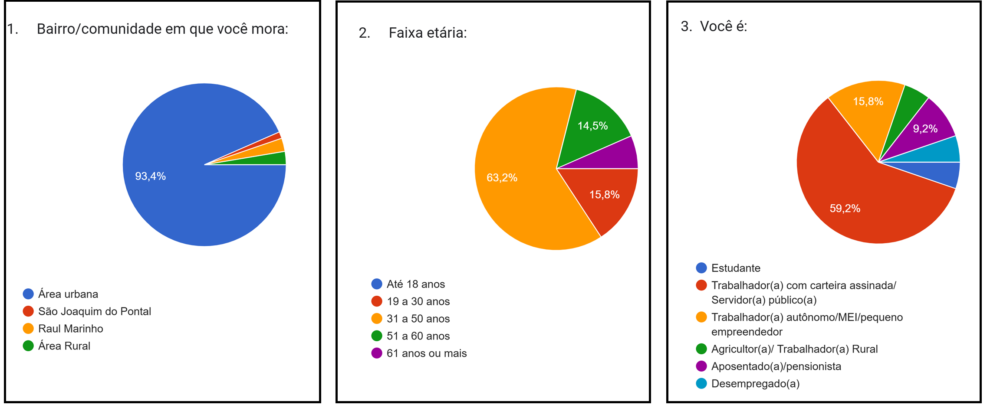 1. Bairro/comunidade em que você mora:
93,4%
Área urbana
São Joaquim do Pontal
Raul Marinho
Área Rural
2. Faixa etária:
14,5%
63,2%
15,8%
Até 18 anos
19 a 30 anos
31 a 50 anos
51 a 60 anos
61 anos ou mais
3. Você é:
15,8%
9,2%
59,2%
Estudante
Trabalhador(a) com carteira assinada/
Servidor(a) público(a)
Trabalhador(a) autônomo/MEI/pequeno
empreendedor
Agricultor(a)/ Trabalhador(a) Rural
Aposentado(a)/pensionista
Desempregado(a)